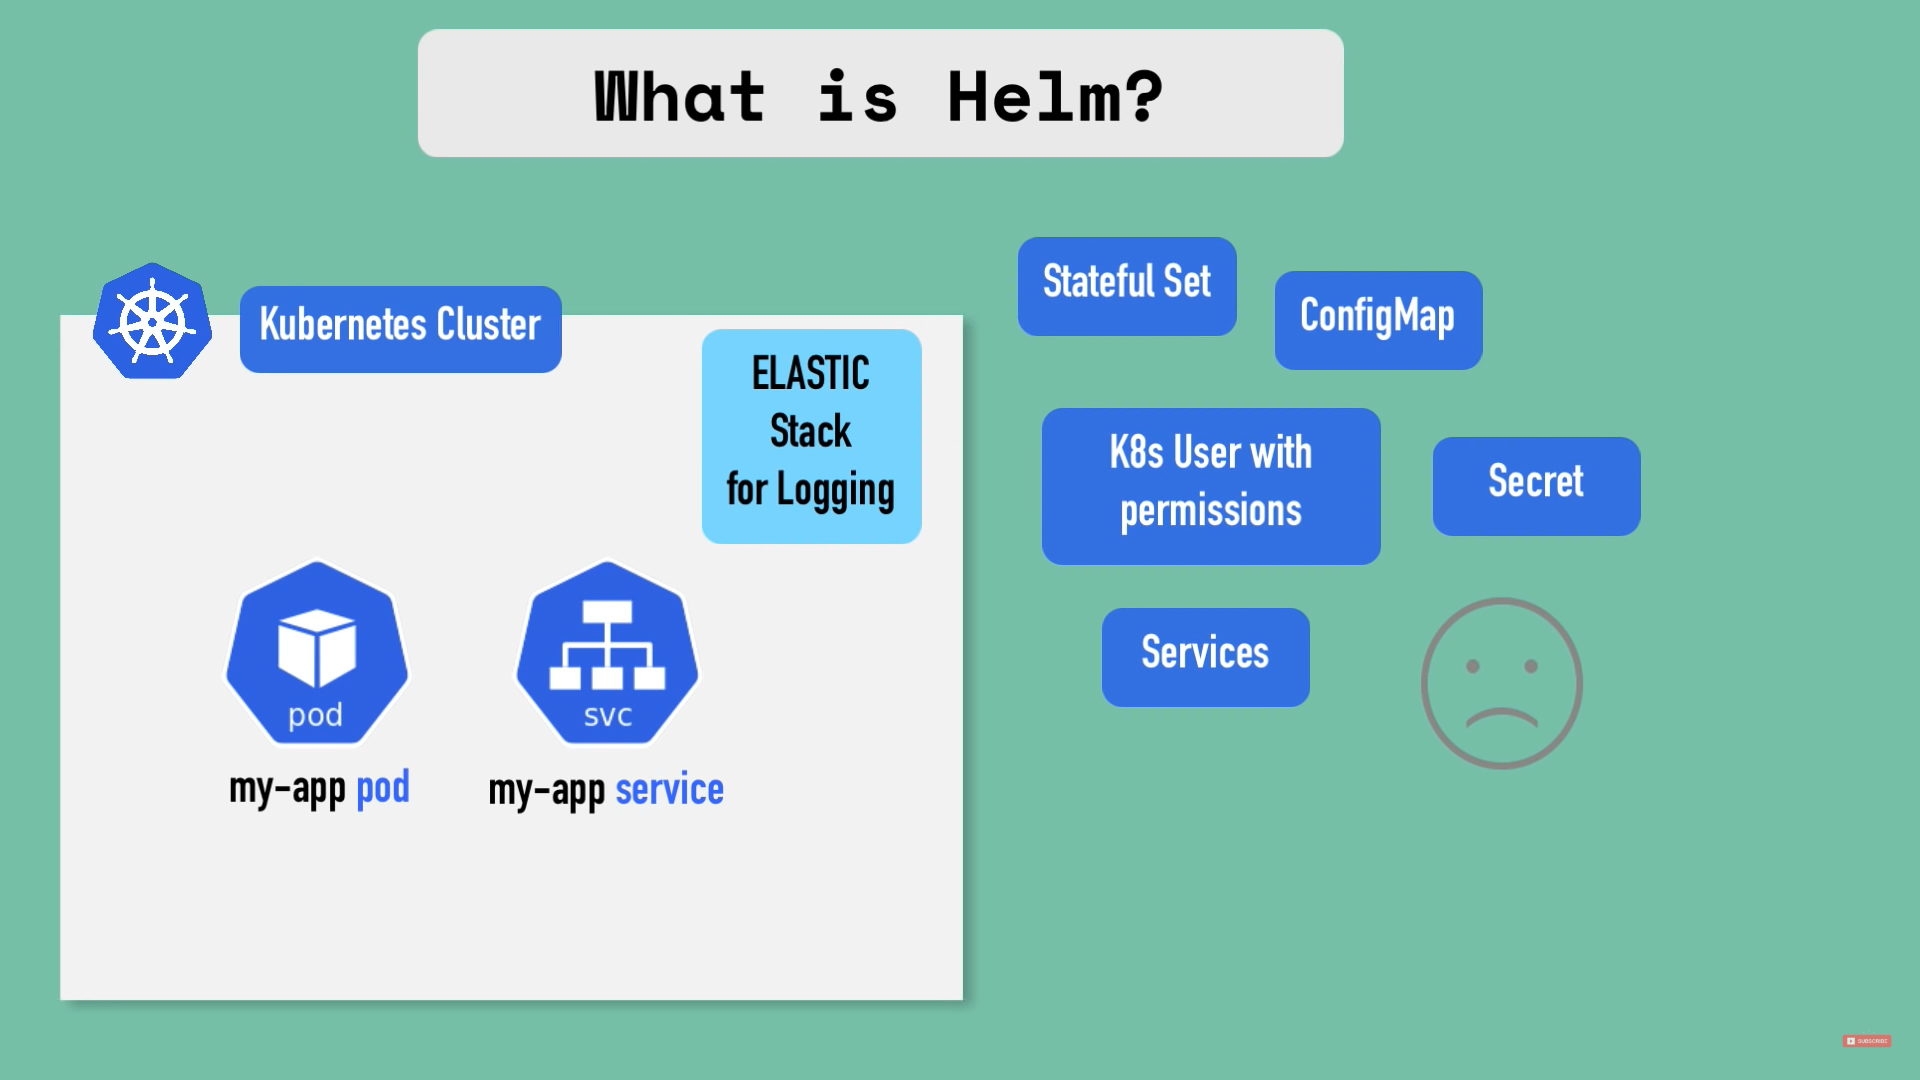 What is Helm?
Kubernetes Cluster
ELASTIC
Stack
for Logging
pod
svc
my-app pod
my-app service
Stateful Set
ConfigMap
K8s User with
permissions
Secret
Services
SUBSCRIBE